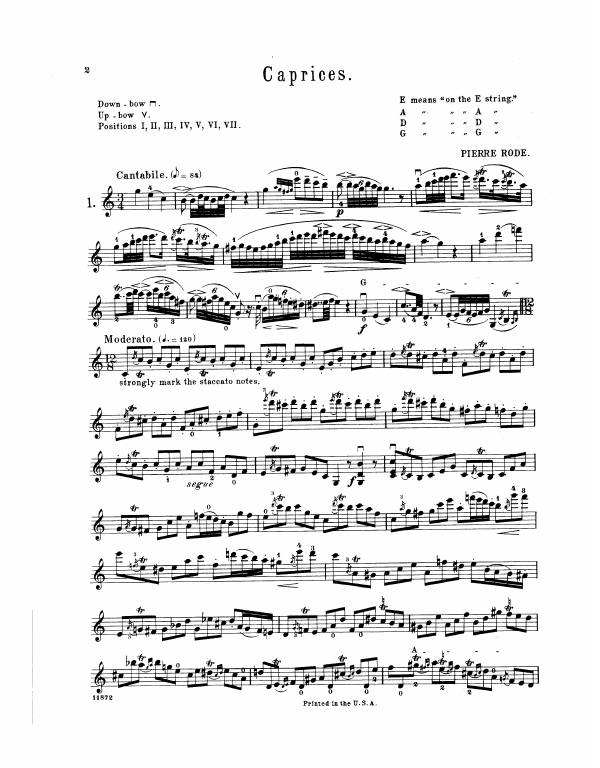 2
Caprices.
Down - bow ⊓.
Up - bow V.
Positions I, II, III, IV, V, VI, VII.
E means "on the E string."
A " " " A "
D " " " D "
G " " " G "
PIERRE RODE.
Cantabile. (♪ = 84)
1.
G - - - - - -
Moderato. (♩. = 120)
strongly mark the staccato notes.
segue
A - - - -
11872
Printed in the U.S.A.